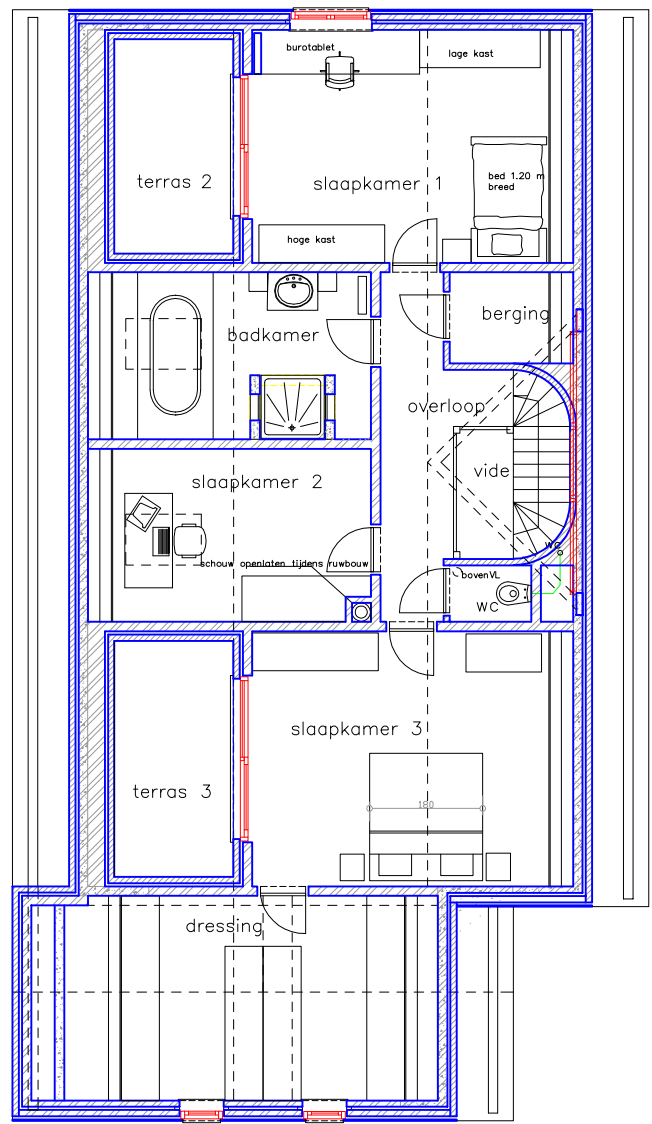 burotablet
lage kast
terras 2
slaapkamer 1
bed 1.20 m
breed
hoge kast
berging
badkamer
overloop
vide
slaapkamer 2
WC
schouw openlaten tijdens ruwbouw
bovenVL
WC
slaapkamer 3
terras 3
180
dressing